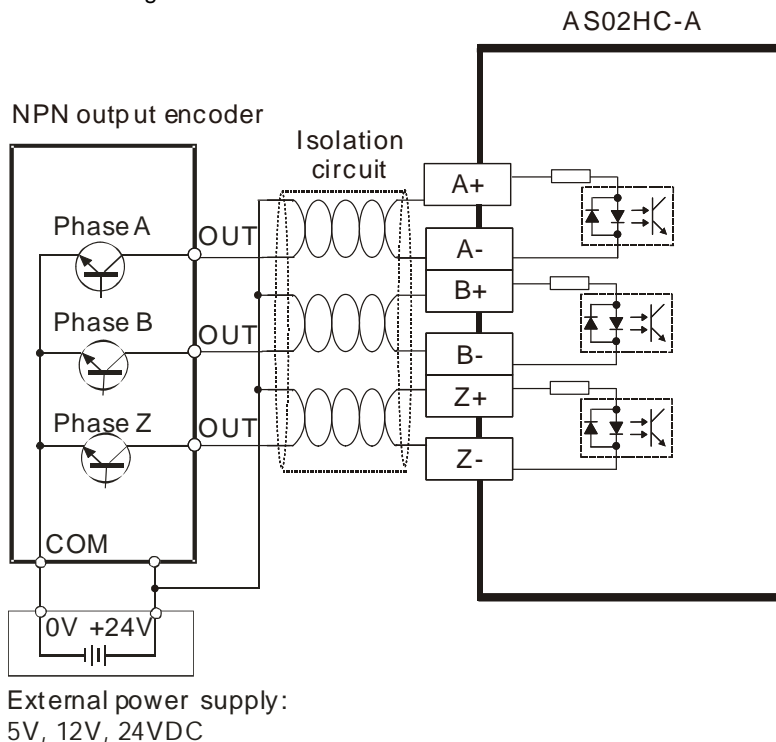 AS02HC-A
NPN output encoder
Isolation
circuit
A+
Phase A
OUT
A-
B+
Phase B
OUT
B-
Z+
Phase Z
OUT
Z-
COM
0V +24V
External power supply:
5V, 12V, 24VDC